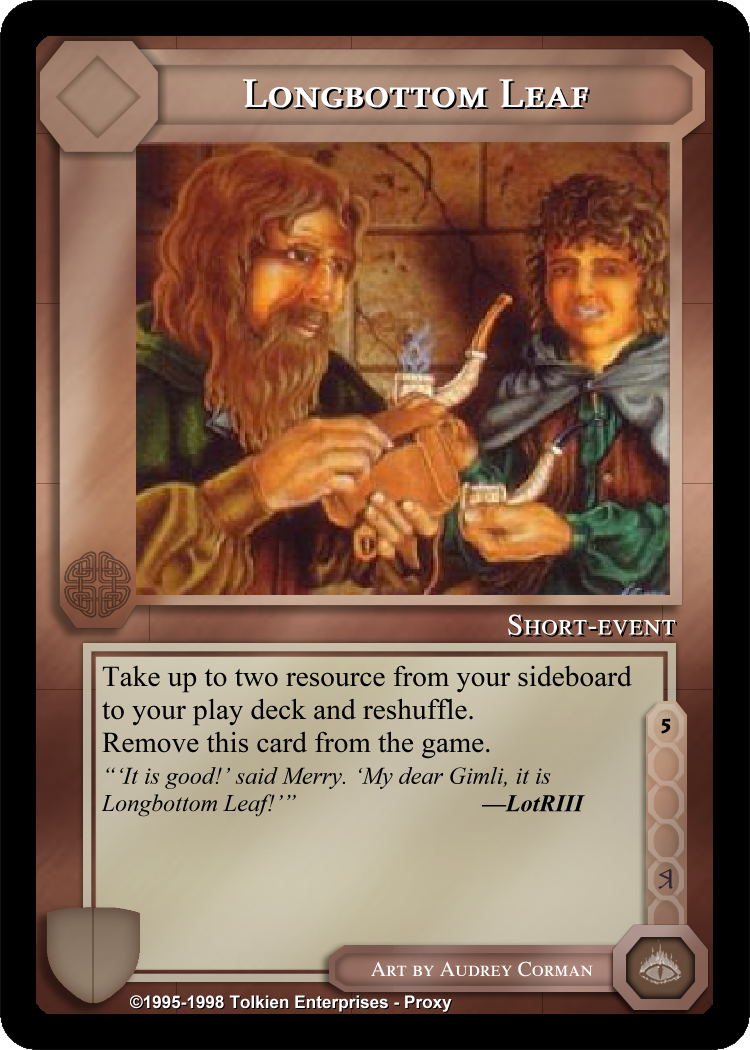 Longbottom Leaf
Short-event
Take up to two resource from your sideboard
to your play deck and reshuffle.
Remove this card from the game.
“‘It is good!’ said Merry. ‘My dear Gimli, it is
Longbottom Leaf!’” —LotRIII
5
Art by Audrey Corman
©1995-1998 Tolkien Enterprises - Proxy